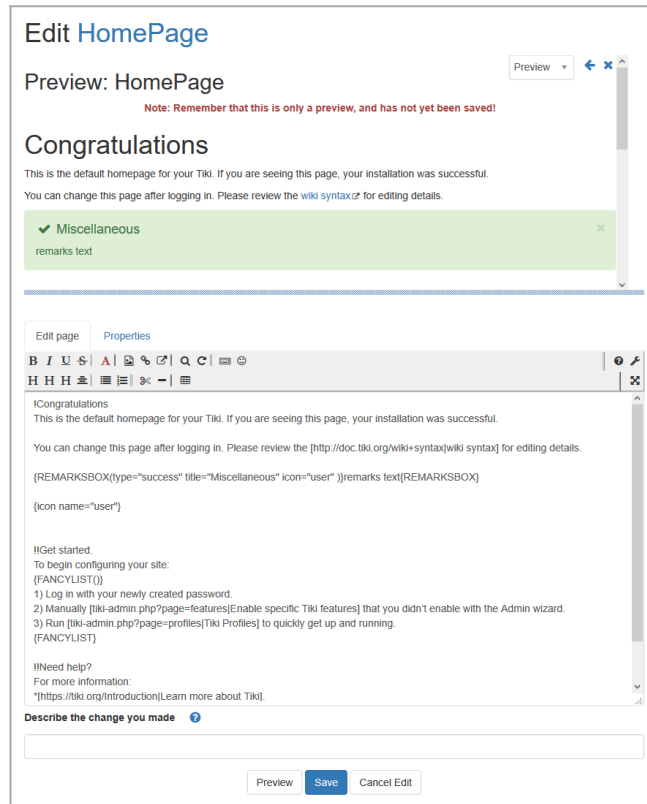 Edit HomePage
Preview
Preview: HomePage
Note: Remember that this is only a preview, and has not yet been saved!
Congratulations
This is the default homepage for your Tiki. If you are seeing this page, your installation was successful.
You can change this page after logging in. Please review the wiki syntax for editing details.
Miscellaneous
remarks text
Edit page Properties
B I U S A
H H H
!Congratulations
This is the default homepage for your Tiki. If you are seeing this page, your installation was successful.
You can change this page after logging in. Please review the [http://doc.tiki.org/wiki+syntax|wiki syntax] for editing details.
{REMARKSBOX(type="success" title="Miscellaneous" icon="user" )}remarks text{REMARKSBOX}
{icon name="user"}
!!Get started.
To begin configuring your site:
{FANCYLIST()}
1) Log in with your newly created password.
2) Manually [tiki-admin.php?page=features|Enable specific Tiki features] that you didn't enable with the Admin wizard.
3) Run [tiki-admin.php?page=profiles|Tiki Profiles] to quickly get up and running.
{FANCYLIST}
!!Need help?
For more information:
*[https://tiki.org/Introduction|Learn more about Tiki].
Describe the change you made
Preview Save Cancel Edit